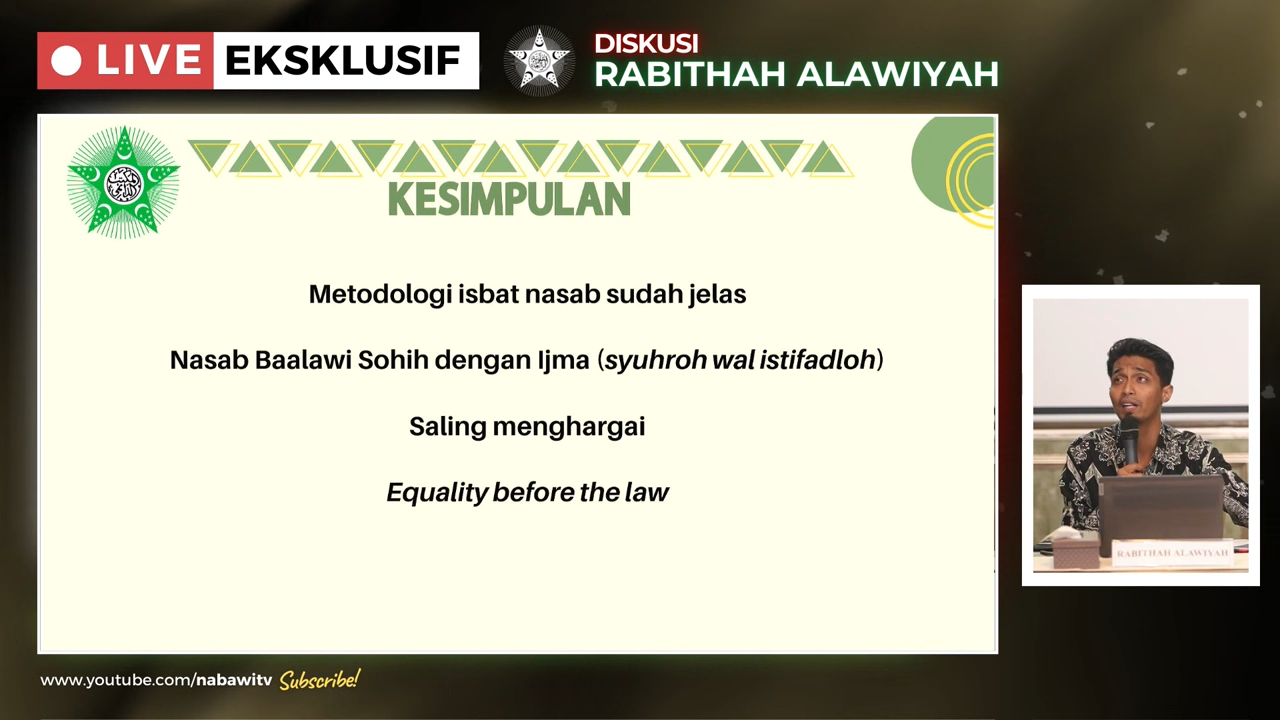 LIVE EKSKLUSIF
DISKUSI
RABITHAH ALAWIYAH
KESIMPULAN
Metodologi isbat nasab sudah jelas
Nasab Baalawi Sohih dengan Ijma (syuhroh wal istifadloh)
Saling menghargai
Equality before the law
RABITHAH ALAWIYAH
www.youtube.com/nabawitv Subscribe!